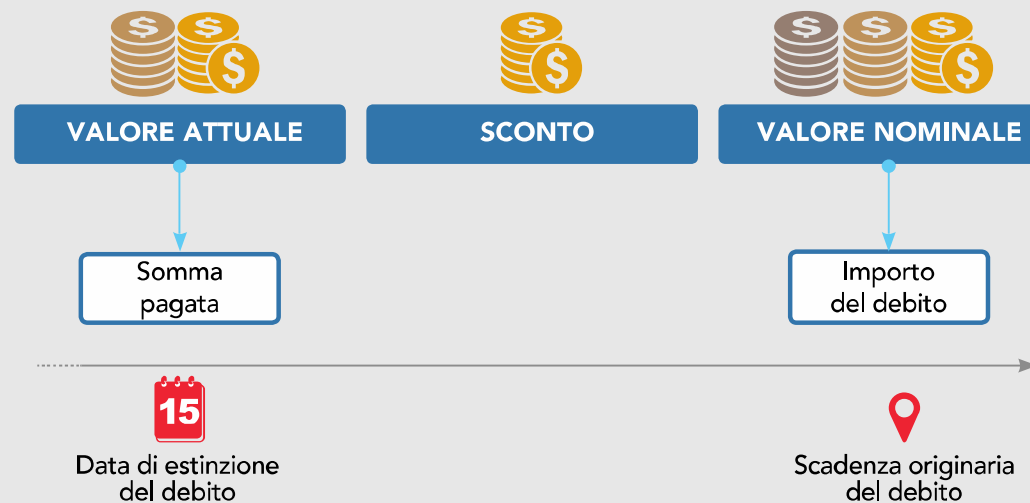 VALORE ATTUALE
SCONTO
VALORE NOMINALE
Somma
pagata
Importo
del debito
15
Data di estinzione
del debito
Scadenza originaria
del debito